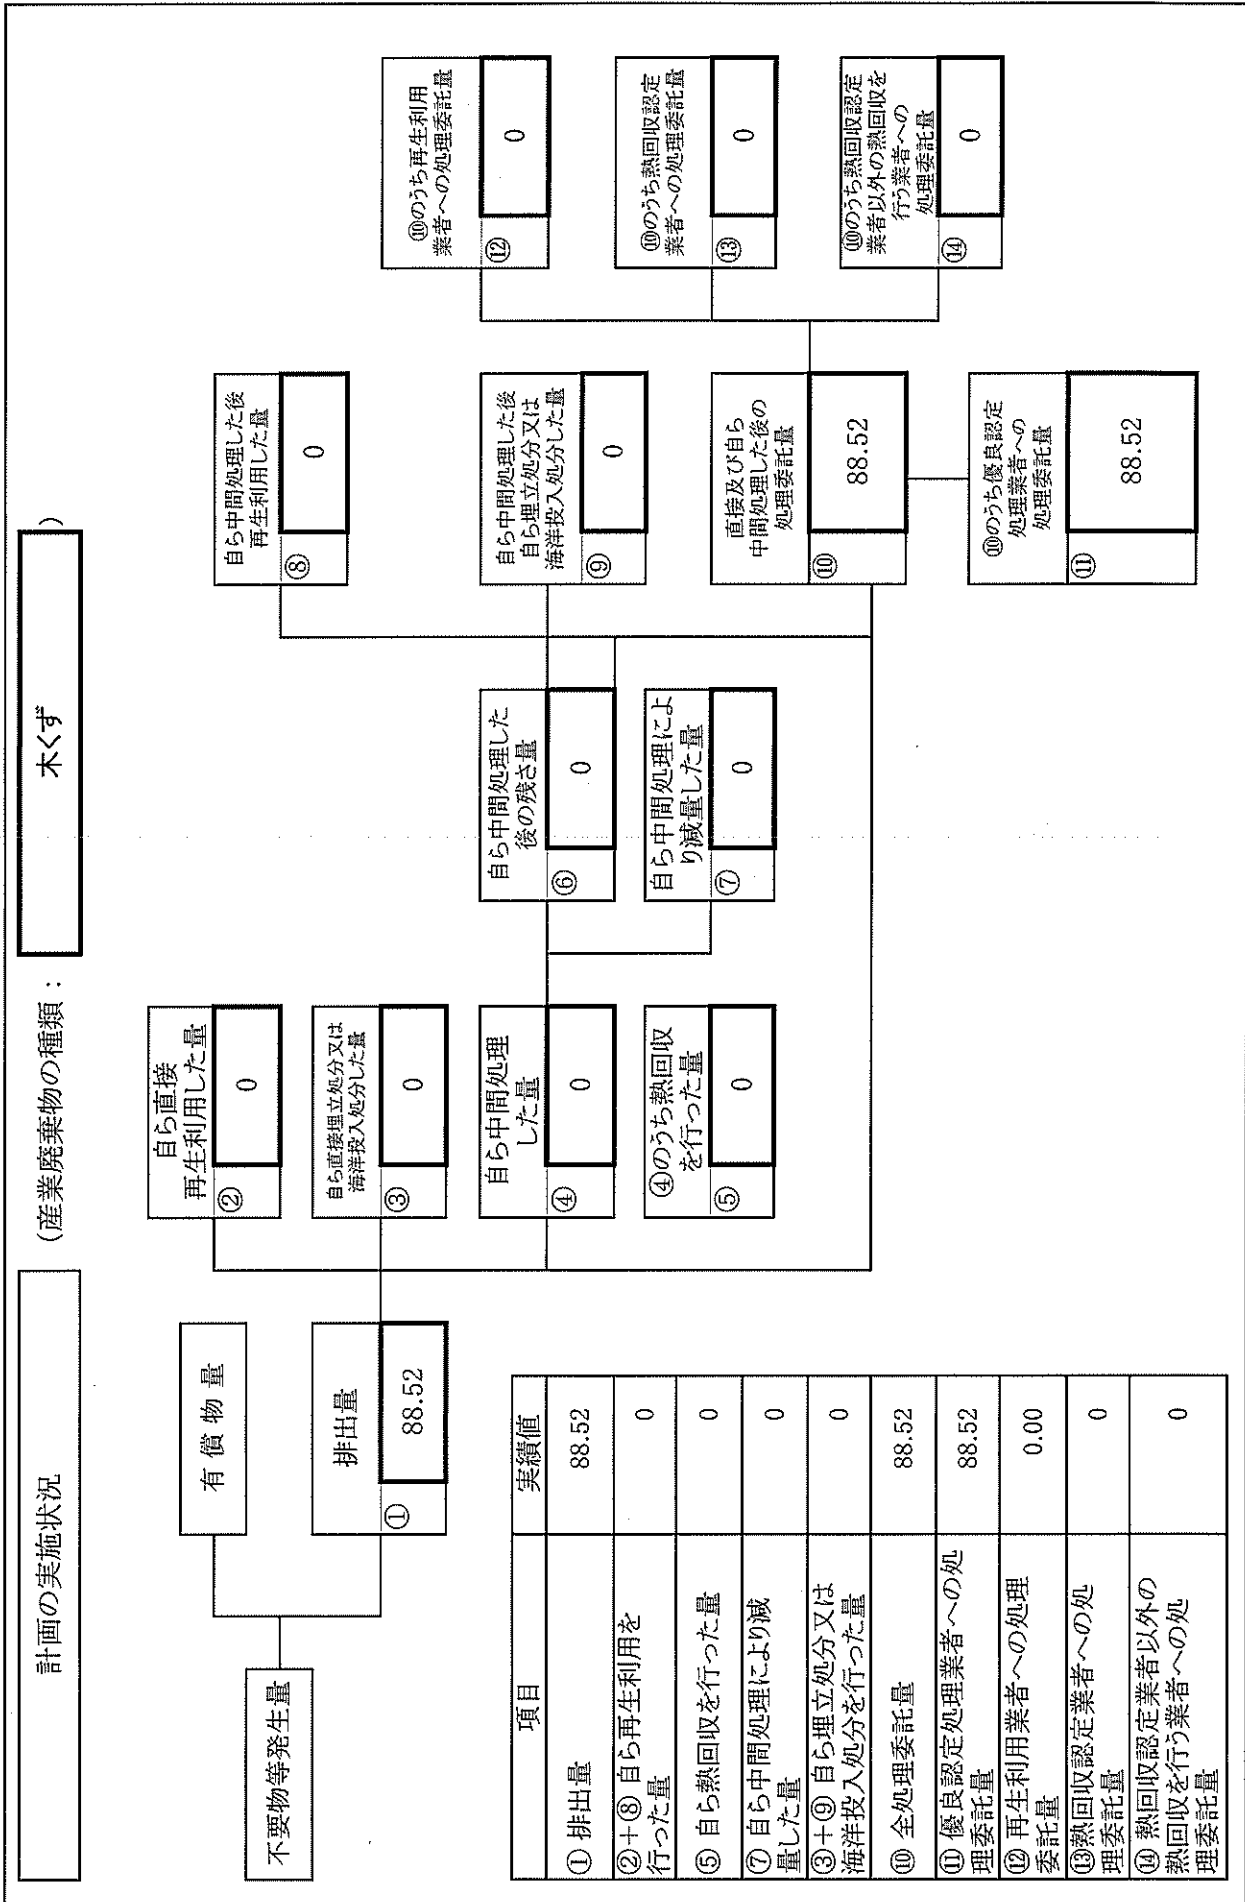 計画の実施状況
(産業廃棄物の種類：
木くず
)
不要物等発生量
有 償 物 量
排出量
①
88.52
自ら直接
再生利用した量
②
0
自ら直接埋立処分又は
海洋投入処分した量
③
0
自ら中間処理
した量
④
0
④のうち熱回収
を行った量
⑤
0
自ら中間処理した
後の残さ量
⑥
0
自ら中間処理によ
り減量した量
⑦
0
自ら中間処理した後
再生利用した量
⑧
0
自ら中間処理した後
自ら埋立処分又は
海洋投入処分した量
⑨
0
直接及び自ら
中間処理した後の
処理委託量
⑩
88.52
⑩のうち優良認定
処理業者への
処理委託量
⑪
88.52
⑩のうち再生利用
業者への処理委託量
⑫
0
⑩のうち熱回収認定
業者への処理委託量
⑬
0
⑩のうち熱回収認定
業者以外の熱回収を
行う業者への
処理委託量
⑭
0
項目 実績値
① 排出量 88.52
②＋⑧ 自ら再生利用を
行った量 0
⑤ 自ら熱回収を行った量 0
⑦ 自ら中間処理により減
量した量 0
③＋⑨ 自ら埋立処分又は
海洋投入処分を行った量 0
⑩ 全処理委託量 88.52
⑪ 優良認定処理業者への処
理委託量 88.52
⑫ 再生利用業者への処理
委託量 0.00
⑬熱回収認定業者への処
理委託量 0
⑭ 熱回収認定業者以外の
熱回収を行う業者への処
理委託量 0